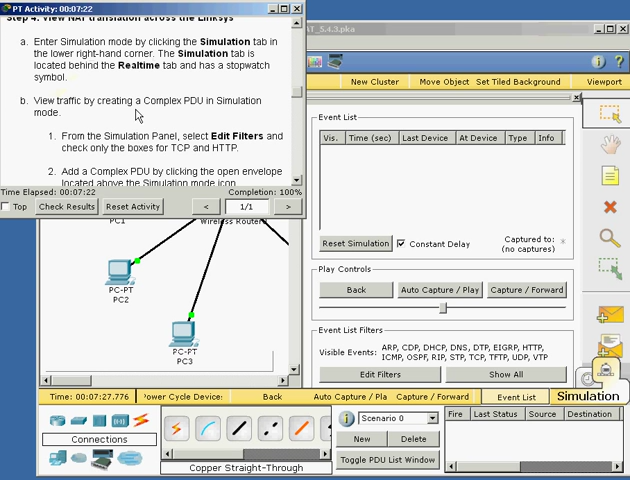 PT Activity: 00:07:22
Step 4. View NAT translation across the Linksys
a. Enter Simulation mode by clicking the Simulation tab in
the lower right-hand corner. The Simulation tab is
located behind the Realtime tab and has a stopwatch
symbol.
b. View traffic by creating a Complex PDU in Simulation
mode.
1. From the Simulation Panel, select Edit Filters and
check only the boxes for TCP and HTTP.
2. Add a Complex PDU by clicking the open envelope
located above the Simulation mode icon
Time Elapsed: 00:07:22 Completion: 100%
Top Check Results Reset Activity < 1/1 >
AT_5.4.3.pka
New Cluster Move Object Set Tiled Background Viewport
Event List
Vis. Time (sec) Last Device At Device Type Info
Reset Simulation Constant Delay Captured to: *
(no captures)
Play Controls
Back Auto Capture / Play Capture / Forward
Event List Filters
Visible Events: ARP, CDP, DHCP, DNS, DTP, EIGRP, HTTP,
ICMP, OSPF, RIP, STP, TCP, TFTP, UDP, VTP
Edit Filters Show All
PC1
Wireless Router
PC-PT
PC2
PC-PT
PC3
Time: 00:07:27.776 Power Cycle Devices Back Auto Capture / Pla Capture / Forward Event List Simulation
Connections
Copper Straight-Through
Scenario 0
New Delete
Toggle PDU List Window
Fire Last Status Source Destination